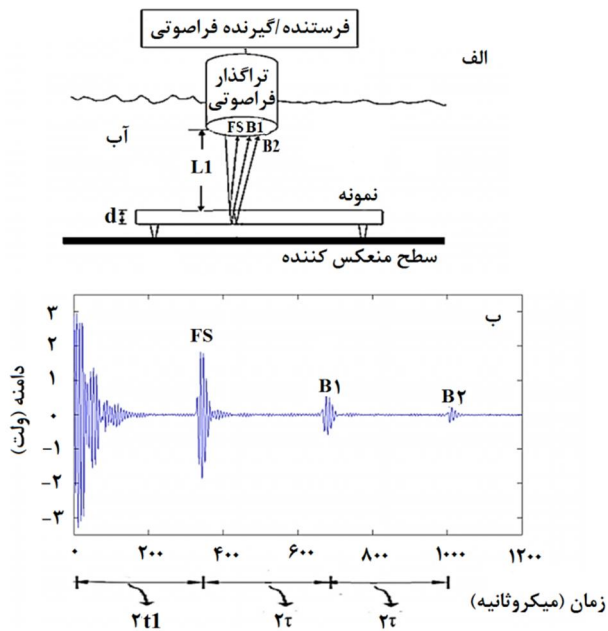 فرستنده/گیرنده فراصوتی
الف
تراگذار
فراصوتی
FS B1
B2
آب
L1
نمونه
d
سطح منعکس کننده
ب
دامنه (ولت)
۳
۲
۱
۰
-۱
-۲
-۳
FS
B۱
B۲
۰ ۲۰۰ ۴۰۰ ۶۰۰ ۸۰۰ ۱۰۰۰ ۱۲۰۰
زمان (میکروثانیه)
۲t1 ۲τ ۲τ